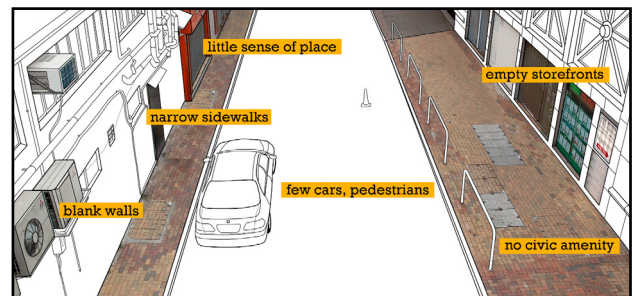 little sense of place
empty storefronts
narrow sidewalks
few cars, pedestrians
blank walls
no civic amenity